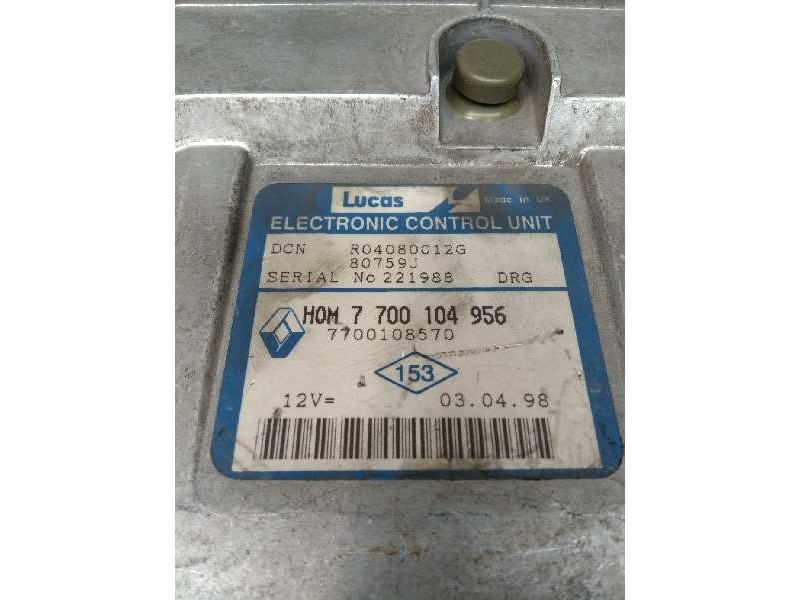 Lucas Made in UK
ELECTRONIC CONTROL UNIT
DCN R04080012G
80759J
SERIAL No 221988 DRG
HOM 7 700 104 956
7700108570
153
12V= 03.04.98